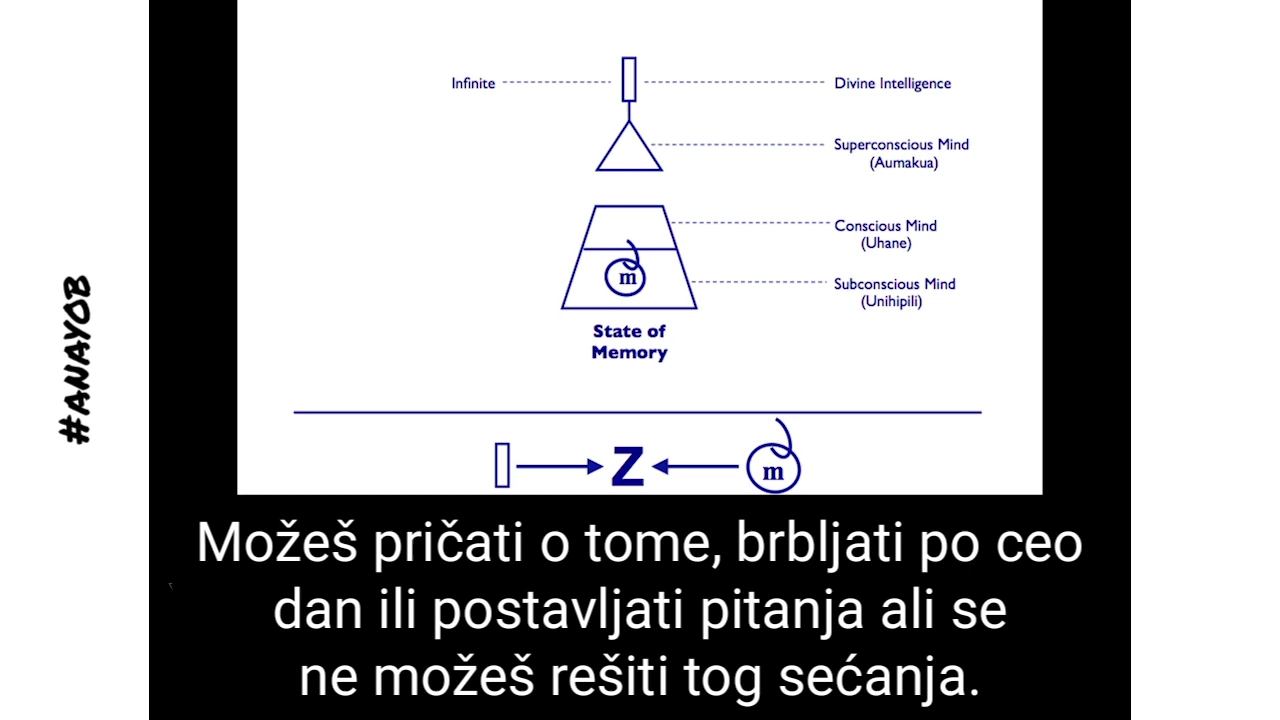 Infinite
Divine Intelligence
Superconscious Mind
(Aumakua)
Conscious Mind
(Uhane)
m
Subconscious Mind
(Unihipili)
State of
Memory
Z
m
#ANAYOB
Možeš pričati o tome, brbljati po ceo
dan ili postavljati pitanja ali se
ne možeš rešiti tog sećanja.